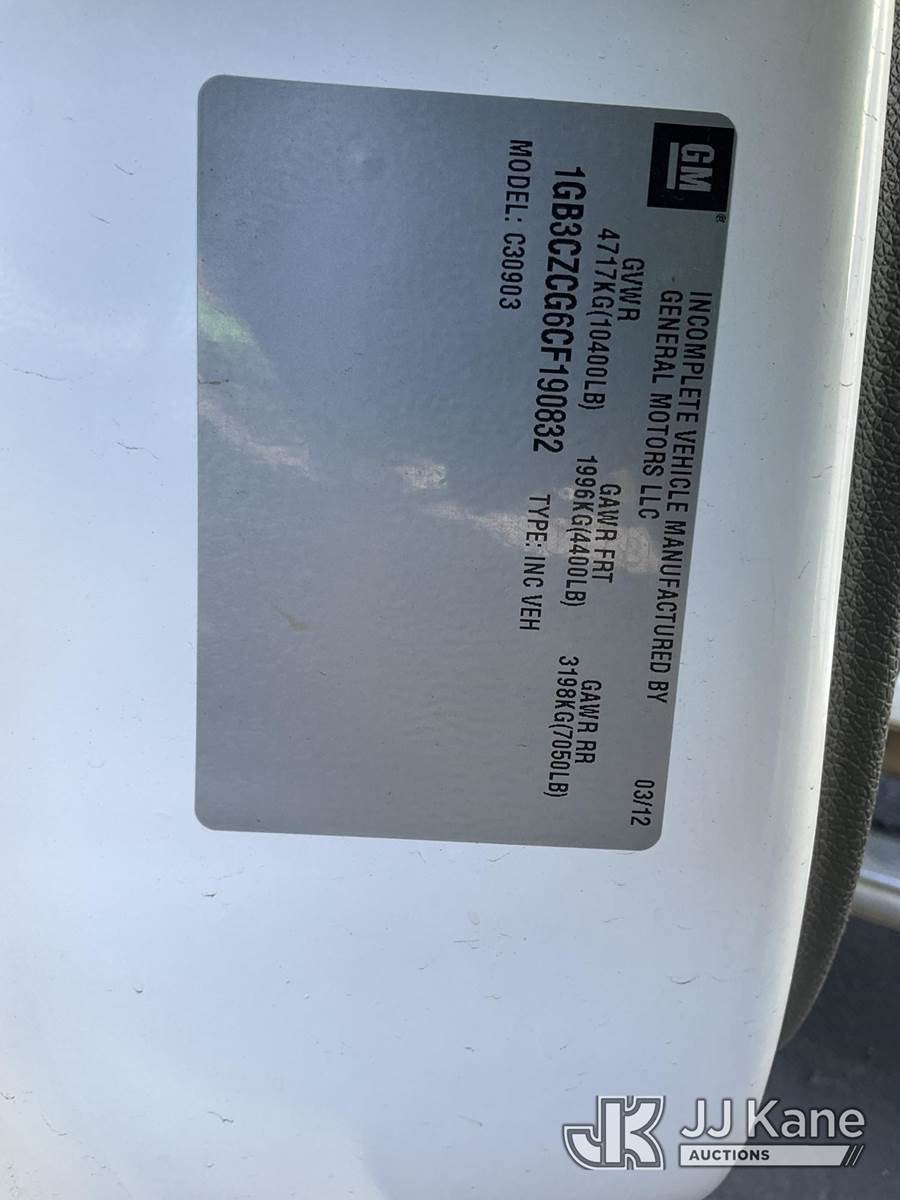 GM®
INCOMPLETE VEHICLE MANUFACTURED BY
GENERAL MOTORS LLC
03/12
GVWR GAWR FRT GAWR RR
4717KG(10400LB) 1996KG(4400LB) 3198KG(7050LB)
1GB3CZCG6CF190832 TYPE: INC VEH
MODEL: C30903
JK JJ Kane
AUCTIONS